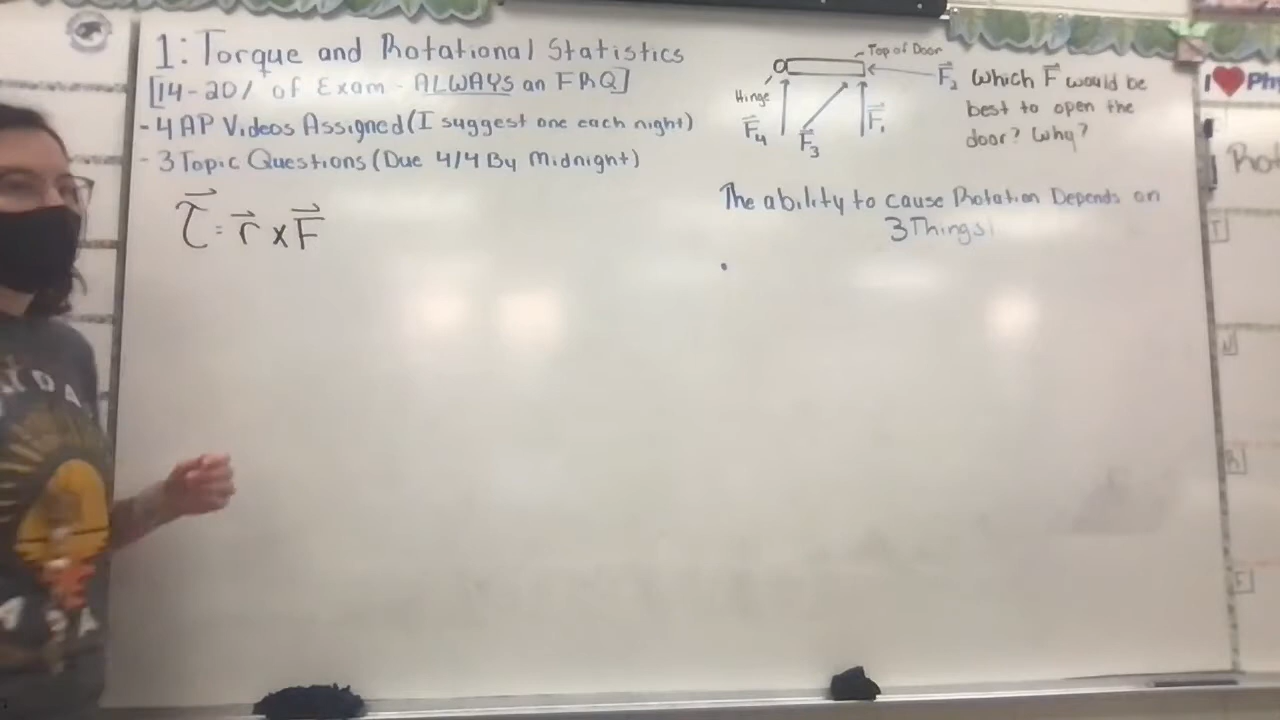 1: Torque and Rotational Statistics
[14-20% of Exam - ALWAYS an FRQ]
- 4 AP Videos Assigned (I suggest one each night)
- 3 Topic Questions (Due 4/4 By Midnight)
τ = r x F
Top of Door
Hinge
F₄
F₃
F₁
F₂ Which F would be
best to open the
door? Why?
The ability to cause Rotation Depends on
3 Things
I ❤ Phy
Rot
T
W
R
F